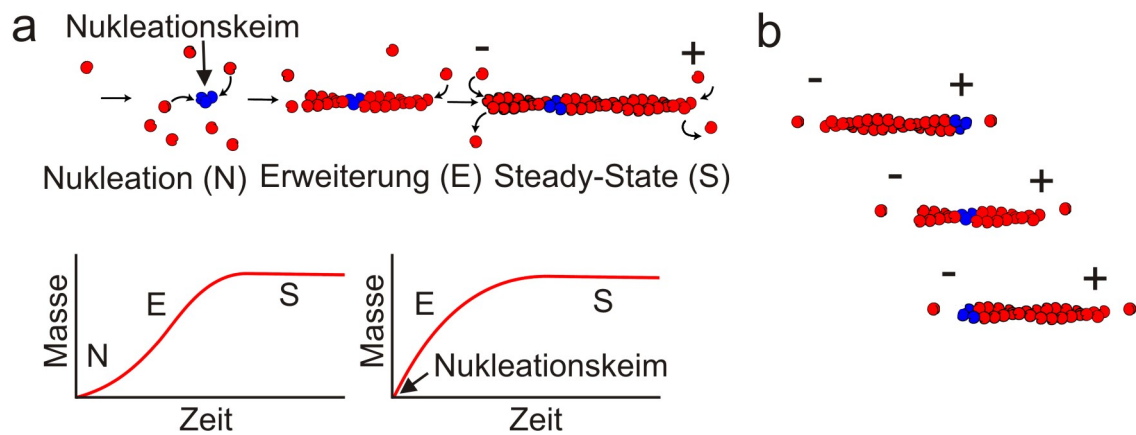 a
Nukleationskeim
- +
Nukleation (N) Erweiterung (E) Steady-State (S)
Masse
N
E
S
Zeit
Masse
E
S
Nukleationskeim
Zeit
b
- +
- +
- +